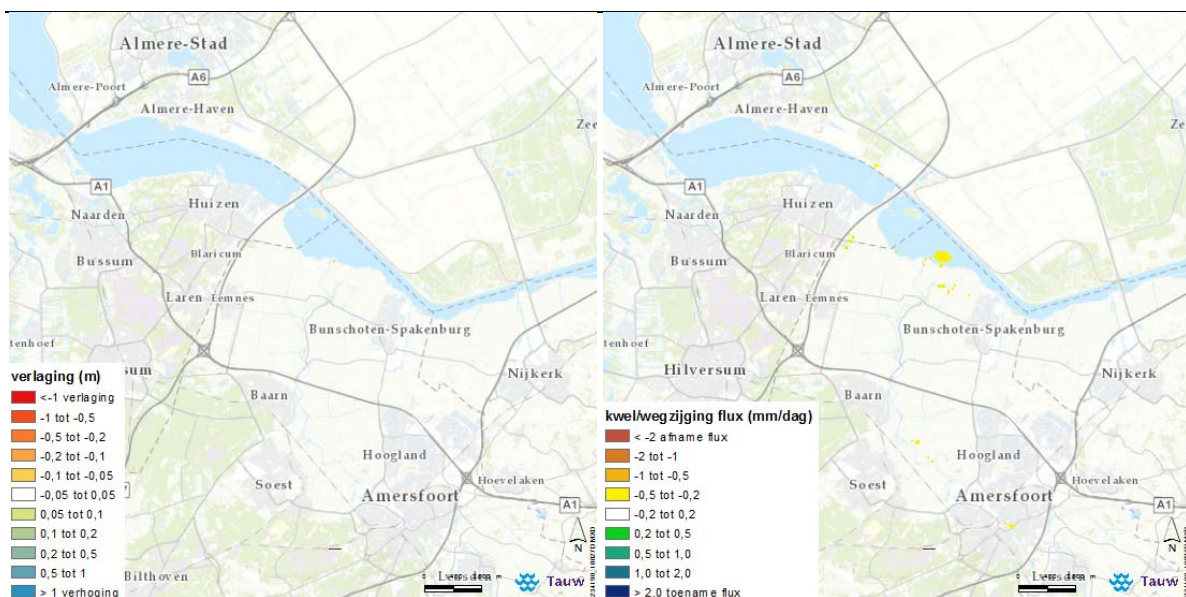 Almere-Stad
A6
Almere-Poort
Almere-Haven
Zee
A1
Naarden
Huizen
Bussum
Blaricum
Laren
Eemnes
Bunschoten-Spakenburg
tenhoef
Nijkerk
verlaging (m)
sum
<-1 verlaging
-1 tot -0,5
-0,5 tot -0,2
-0,2 tot -0,1
-0,1 tot -0,05
-0,05 tot 0,05
0,05 tot 0,1
0,1 tot 0,2
0,2 tot 0,5
0,5 tot 1
> 1 verhoging
Baarn
Hoogland
Soest
Hoevelaken
Amersfoort
A1
N
Bilthoven
Tauw
Almere-Stad
A6
Almere-Poort
Almere-Haven
Zee
A1
Naarden
Huizen
Bussum
Blaricum
Laren
Eemnes
Bunschoten-Spakenburg
tenhoef
Hilversum
Nijkerk
Baarn
kwel/wegzijging flux (mm/dag)
< -2 afname flux
-2 tot -1
-1 tot -0,5
-0,5 tot -0,2
-0,2 tot 0,2
0,2 tot 0,5
0,5 tot 1,0
1,0 tot 2,0
> 2,0 toename flux
Hoogland
Soest
Hoevelaken
Amersfoort
A1
N
Tauw